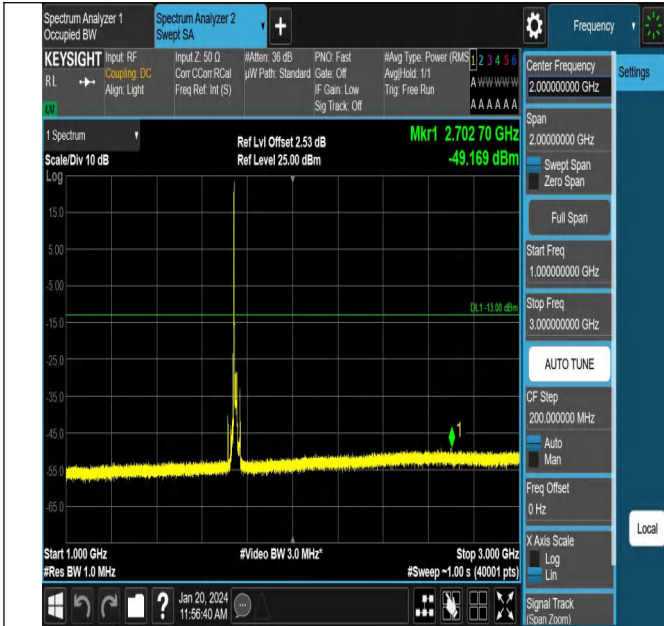 Spectrum Analyzer 1
Occupied BW
Spectrum Analyzer 2
Swept SA
Frequency
KEYSIGHT
RL
LXI
Input: RF
Coupling: DC
Align: Light
Input Z: 50 Ω
Corr CCorr RCal
Freq Ref: Int (S)
#Atten: 36 dB
µW Path: Standard
PNO: Fast
Gate: Off
IF Gain: Low
Sig Track: Off
#Avg Type: Power (RMS
Avg|Hold: 1/1
Trig: Free Run
1 2 3 4 5 6
A W W W W W
A A A A A A
Center Frequency
2.000000000 GHz
Settings
Span
2.00000000 GHz
Swept Span
Zero Span
Full Span
Start Freq
1.000000000 GHz
Stop Freq
3.000000000 GHz
AUTO TUNE
CF Step
200.000000 MHz
Auto
Man
Freq Offset
0 Hz
X Axis Scale
Log
Lin
Signal Track
(Span Zoom)
Local
1 Spectrum
Scale/Div 10 dB
Log
Ref Lvl Offset 2.53 dB
Ref Level 25.00 dBm
Mkr1 2.702 70 GHz
-49.169 dBm
15.0
5.00
-5.00
DL1 -13.00 dBm
-15.0
-25.0
-35.0
-45.0
1
-55.0
-65.0
Start 1.000 GHz
#Res BW 1.0 MHz
#Video BW 3.0 MHz*
Stop 3.000 GHz
#Sweep ~1.00 s (40001 pts)
?
Jan 20, 2024
11:56:40 AM